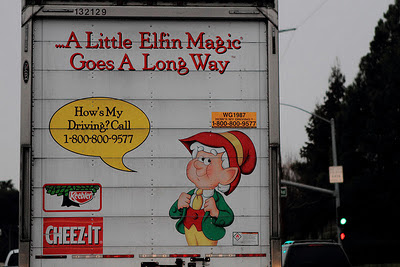 132129
...A Little Elfin Magic®
Goes A Long Way™
How's My
Driving? Call
1-800-800-9577
WG1987
1-800-800-9577
Keebler
CHEEZ-IT